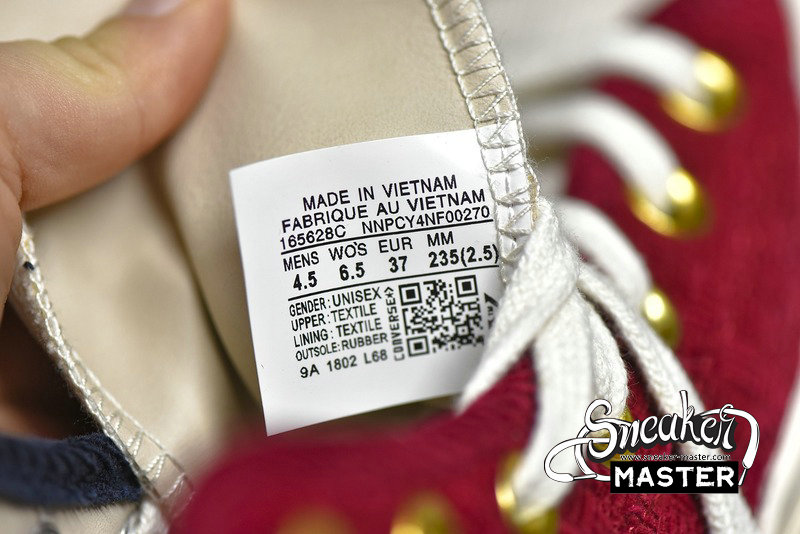 MADE IN VIETNAM
FABRIQUE AU VIETNAM
165628C NNPCY4NF00270
MENS WO'S EUR MM
4.5 6.5 37 235(2.5)
GENDER: UNISEX
UPPER: TEXTILE
LINING: TEXTILE
OUTSOLE: RUBBER
9A 1802 L68
CONVERSE
Sneaker
www.sneaker-master.com
MASTER